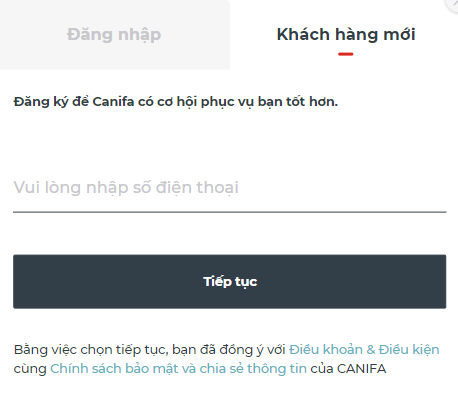 Đăng nhập
Khách hàng mới
Đăng ký để Canifa có cơ hội phục vụ bạn tốt hơn.
Vui lòng nhập số điện thoại
Tiếp tục
Bằng việc chọn tiếp tục, bạn đã đồng ý với Điều khoản & Điều kiện
cùng Chính sách bảo mật và chia sẻ thông tin của CANIFA